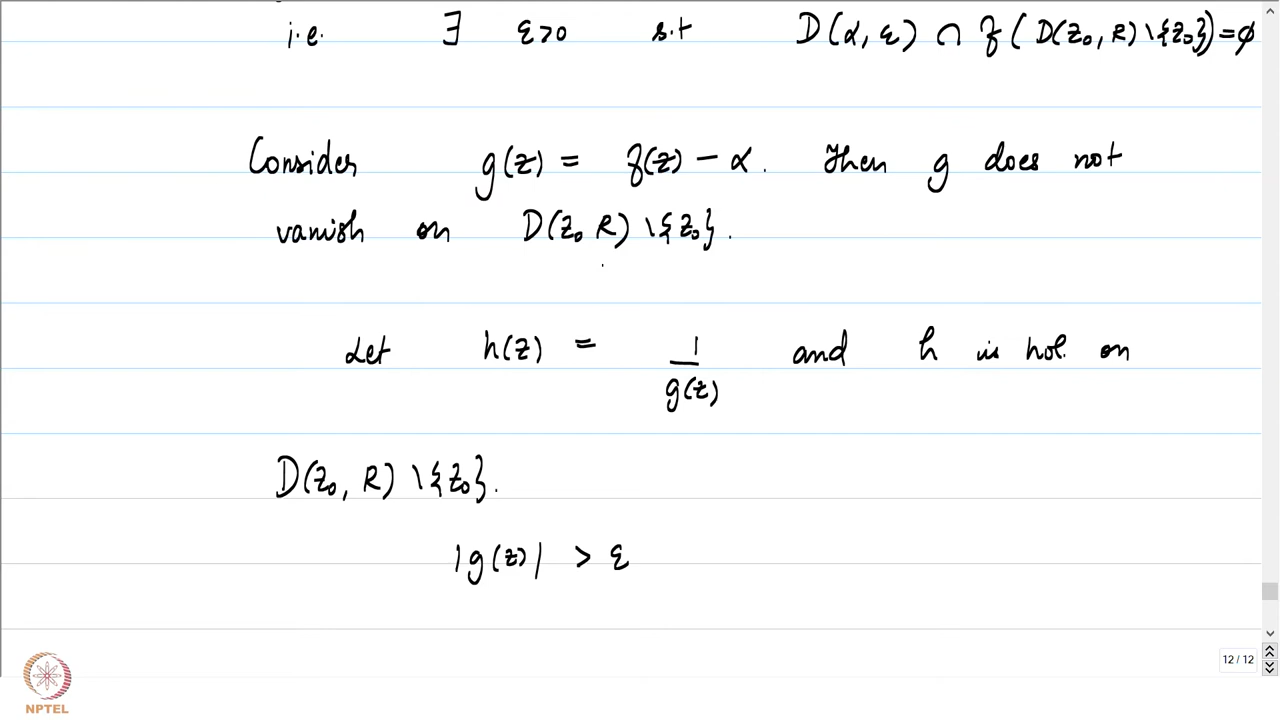 i.e. ∃ ε>0 s.t D(α, ε) ∩ f(D(z₀, R) \ {z₀}) = φ
Consider g(z) = f(z) − α. Then g does not
vanish on D(z₀ R) \ {z₀}.
Let h(z) = 1/g(z) and h is hol. on
D(z₀, R) \ {z₀}.
|g(z)| > ε
12 / 12
NPTEL